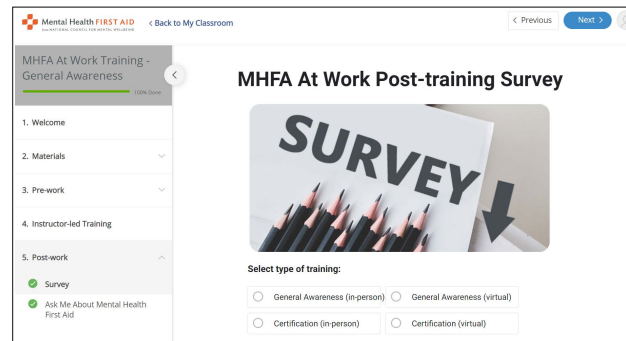 Mental Health FIRST AID
from NATIONAL COUNCIL FOR MENTAL WELLBEING
< Back to My Classroom
< Previous
Next >
MHFA At Work Training -
General Awareness
100% Done
1. Welcome
2. Materials
3. Pre-work
4. Instructor-led Training
5. Post-work
Survey
Ask Me About Mental Health
First Aid
MHFA At Work Post-training Survey
SURVEY
Select type of training:
General Awareness (in-person)
General Awareness (virtual)
Certification (in-person)
Certification (virtual)